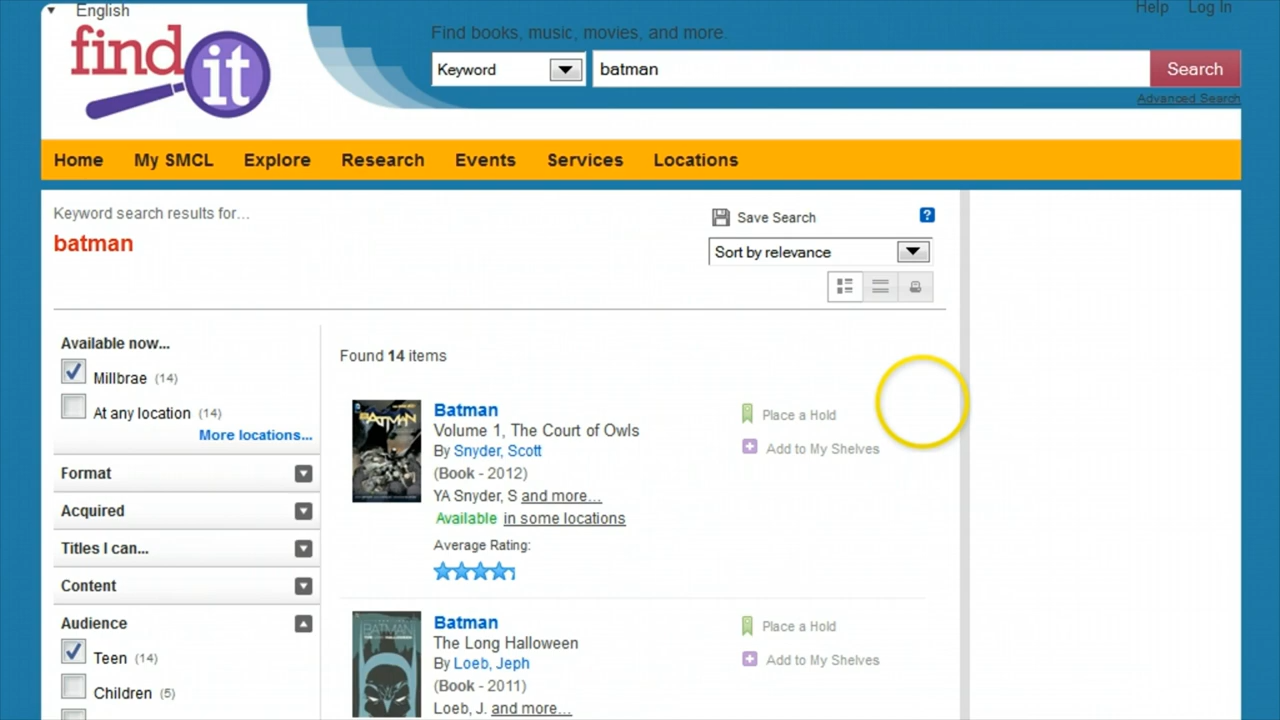 English
Help Log In
find it
Find books, music, movies, and more.
Keyword batman Search
Advanced Search
Home My SMCL Explore Research Events Services Locations
Keyword search results for...
batman
Save Search ?
Sort by relevance
Available now...
Millbrae (14)
At any location (14)
More locations...
Format
Acquired
Titles I can...
Content
Audience
Teen (14)
Children (5)
Found 14 items
BATMAN
Batman
Volume 1, The Court of Owls
By Snyder, Scott
(Book - 2012)
YA Snyder, S and more...
Available in some locations
Average Rating:
Place a Hold
Add to My Shelves
BATMAN
Batman
The Long Halloween
By Loeb, Jeph
(Book - 2011)
Loeb, J. and more...
Place a Hold
Add to My Shelves